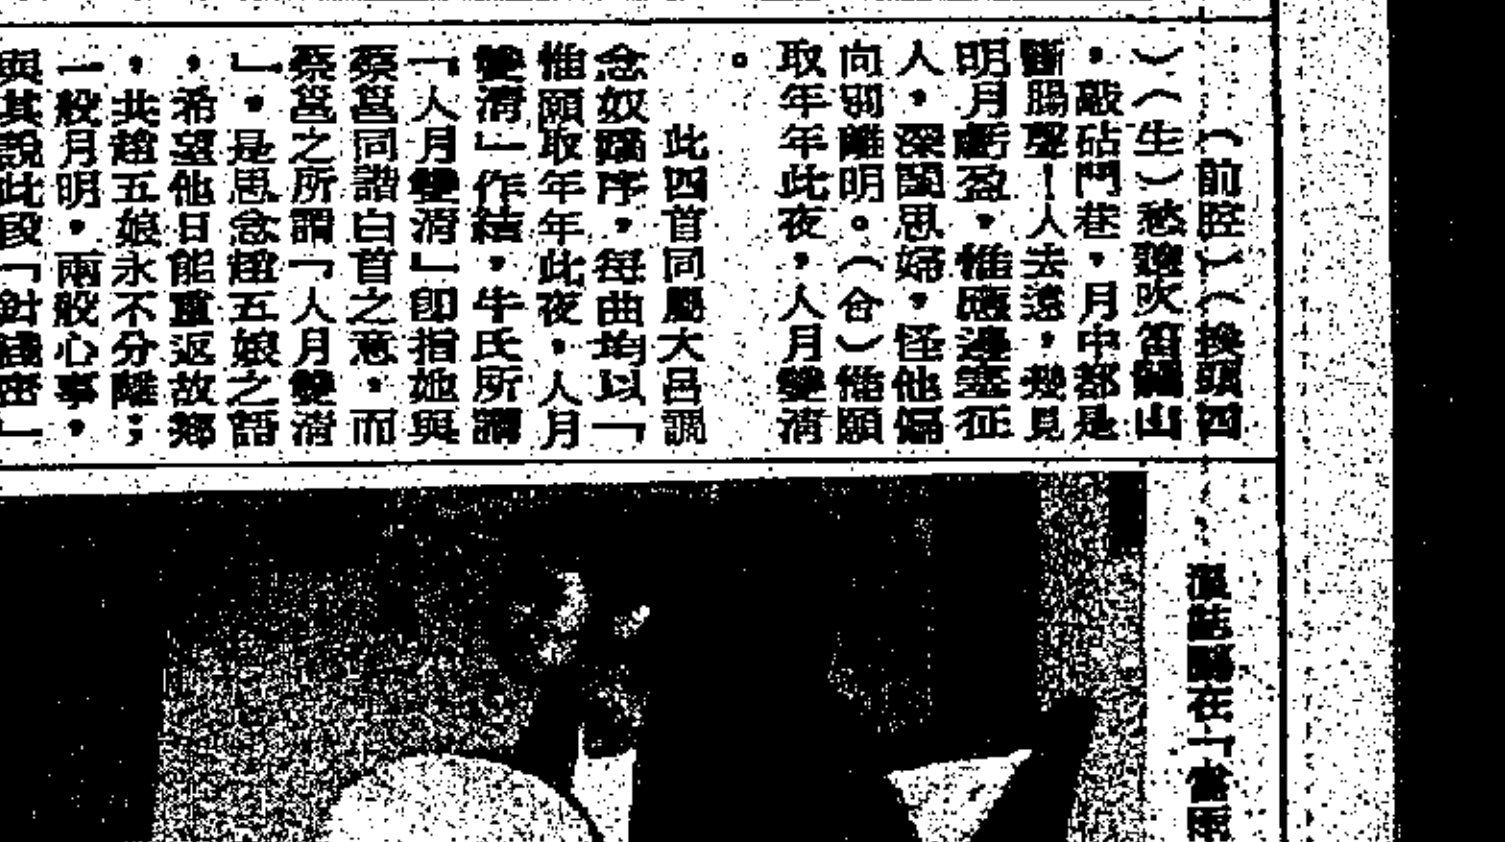 （前腔）（換頭四
）（生）愁聽吹笛關山
，敲砧門巷，月中都是
斷腸聲！人去遠，幾見
明月虧盈，惟應邊塞征
人，深閨思婦，怪他偏
向別離明。（合）惟願
取年年此夜，人月雙清
。
此四首同屬大呂調
念奴嬌序，每曲均以「
惟願取年年此夜，人月
雙清」作結，牛氏所謂
「人月雙清」卽指她與
蔡邕同諧白首之意，而
蔡邕之所謂「人月雙清
」，是思念趙五娘之語
，希望他日能重返故鄉
，共趙五娘永不分離；
一般月明，兩般心事，
與其說此段「針綫密」
在「當